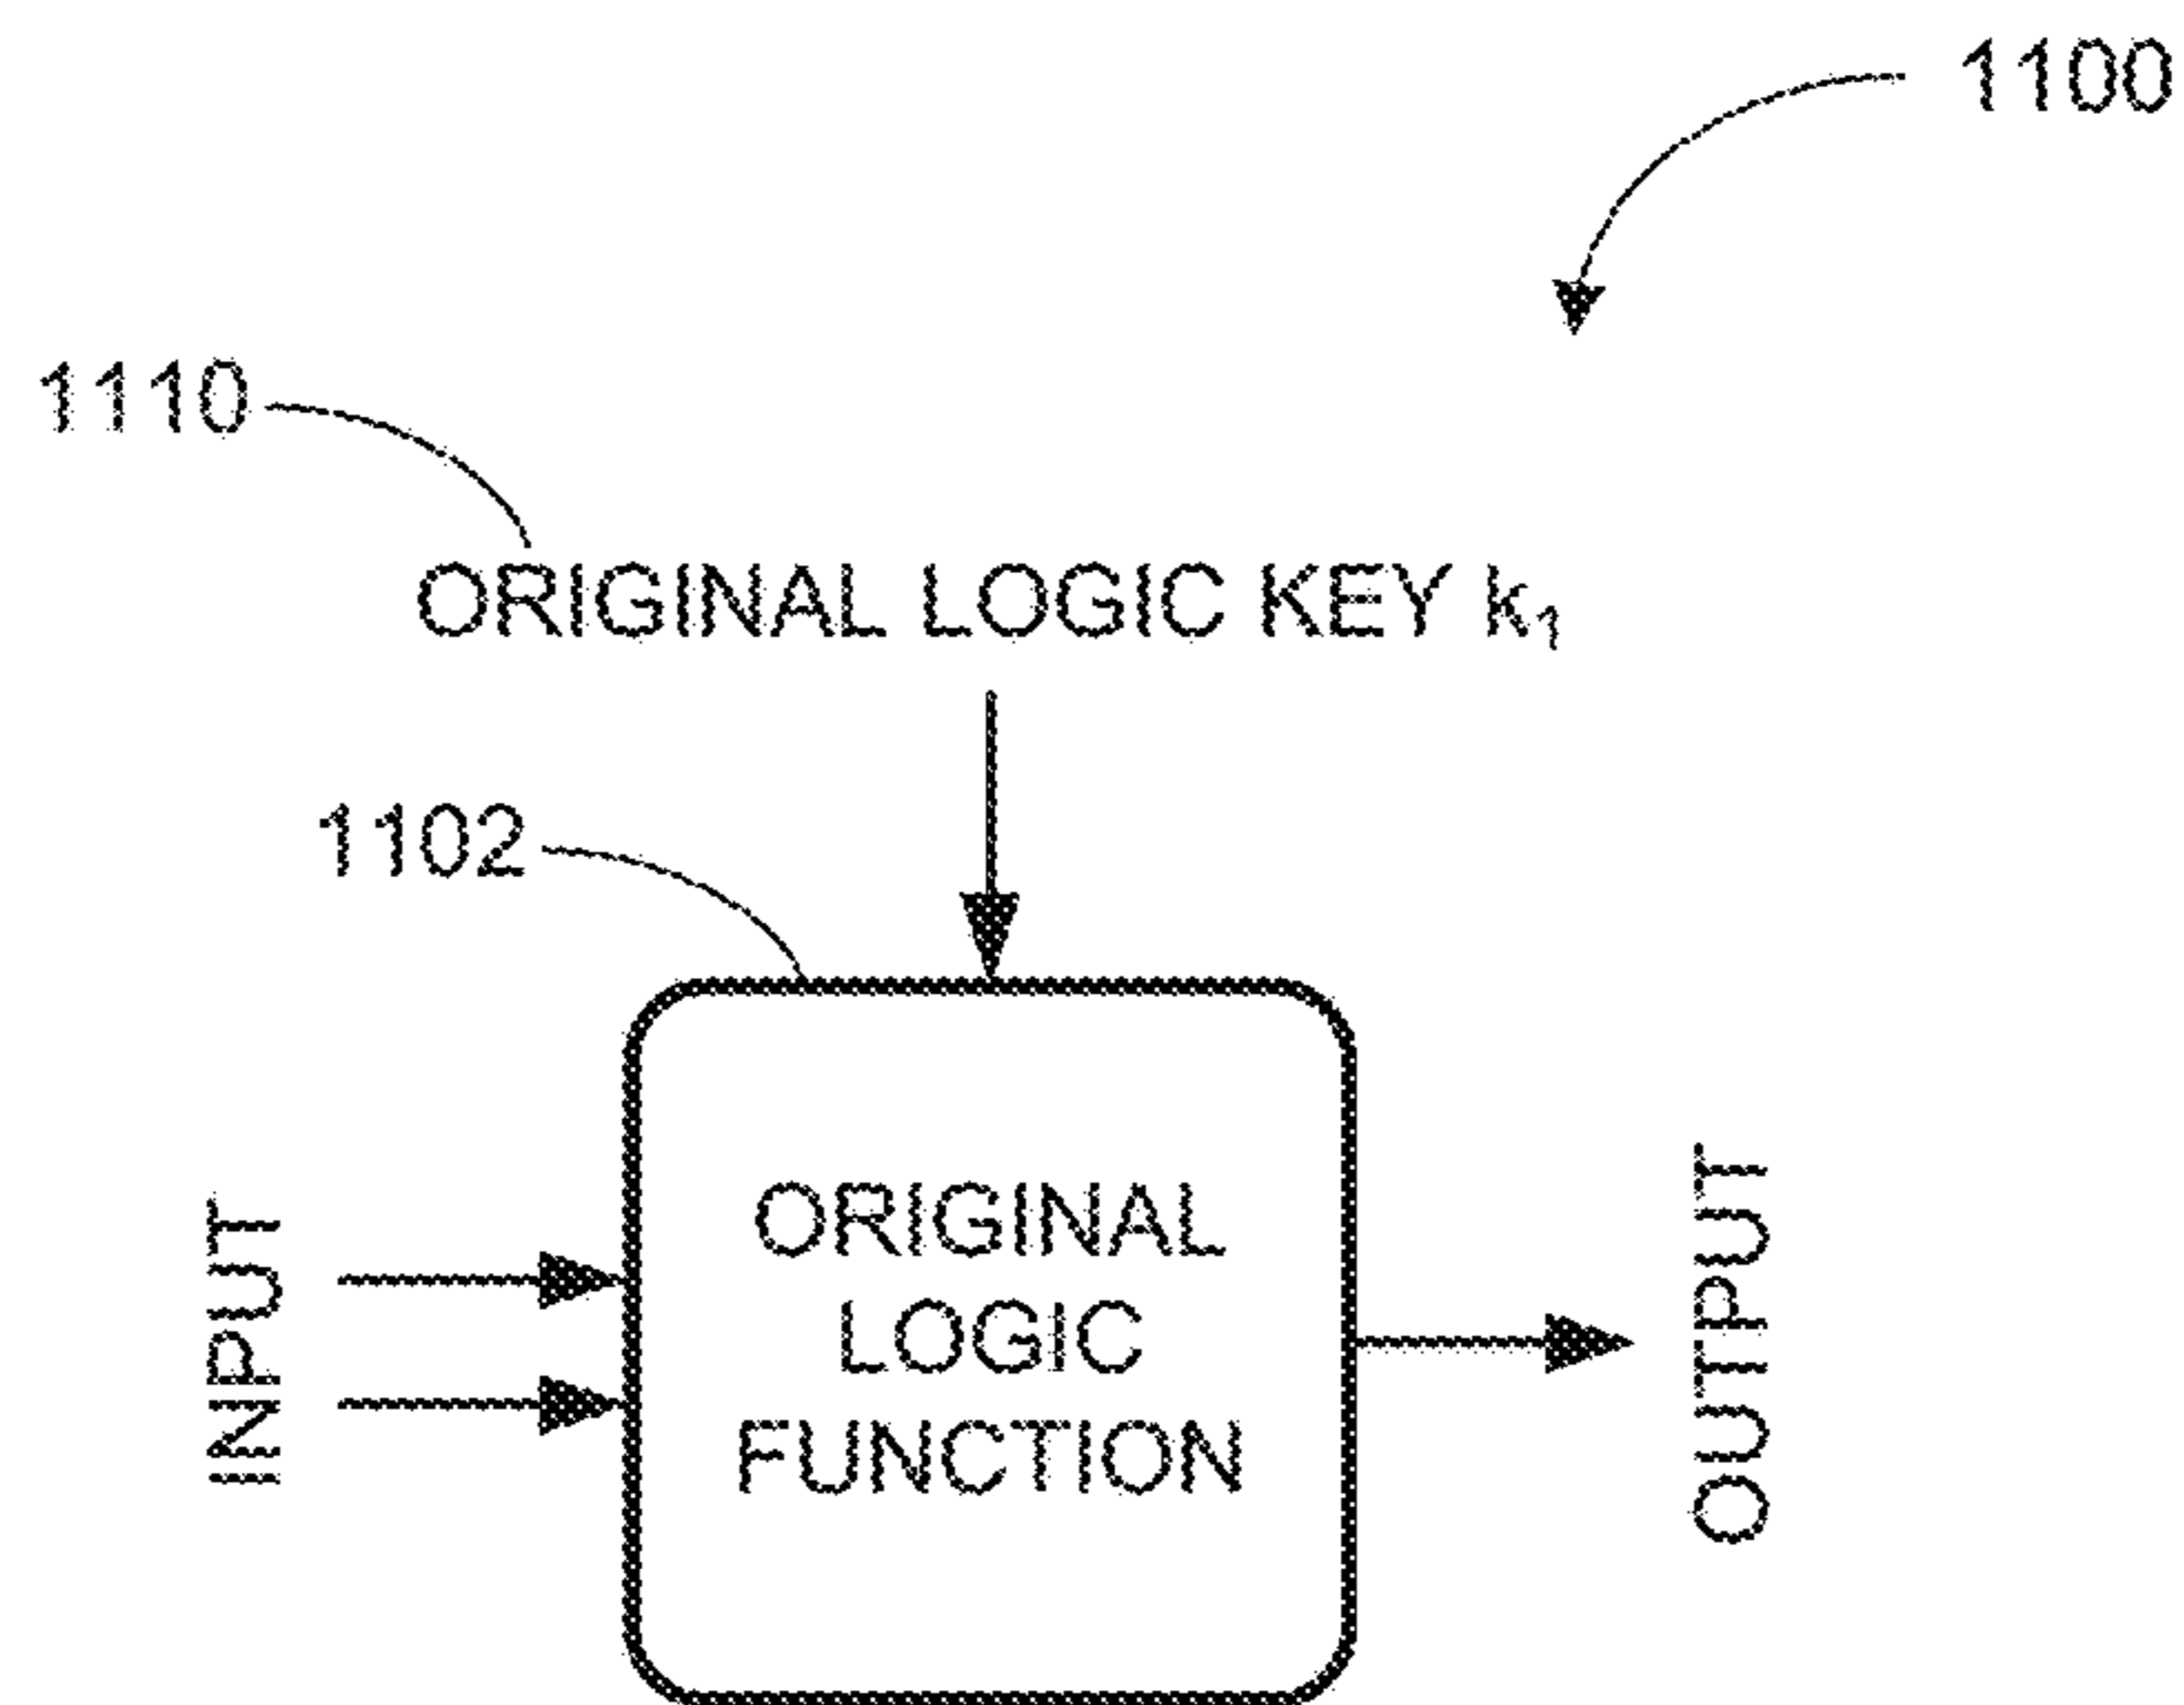 1100
1110
ORIGINAL LOGIC KEY k₁
1102
INPUT
ORIGINAL
LOGIC
FUNCTION
OUTPUT